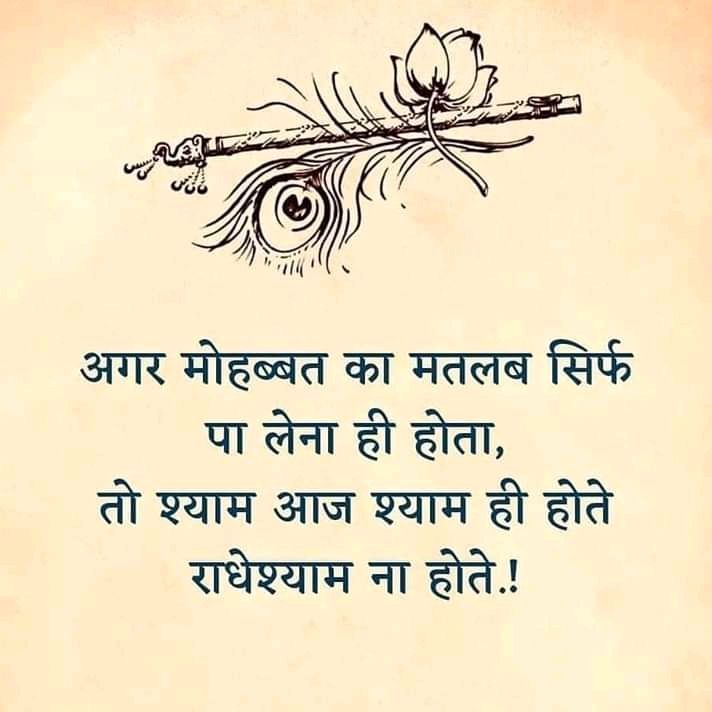 अगर मोहब्बत का मतलब सिर्फ
पा लेना ही होता,
तो श्याम आज श्याम ही होते
राधेश्याम ना होते.!